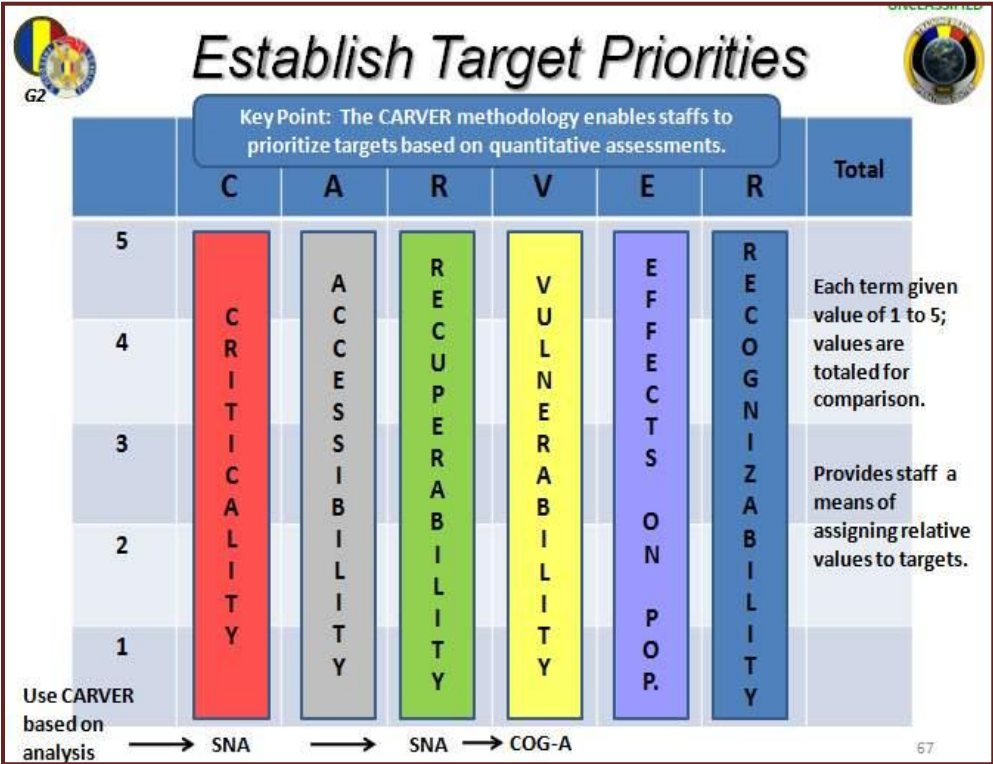 UNCLASSIFIED
Establish Target Priorities
G2
Key Point: The CARVER methodology enables staffs to
prioritize targets based on quantitative assessments.
C A R V E R Total
5
4
3
2
1
CRITICALITY
ACCESSIBILITY
RECUPERABILITY
VULNERABILITY
EFFECTS ON POP.
RECOGNIZABILITY
Each term given
value of 1 to 5;
values are
totaled for
comparison.
Provides staff a
means of
assigning relative
values to targets.
Use CARVER
based on
analysis
SNA
SNA
COG-A
67